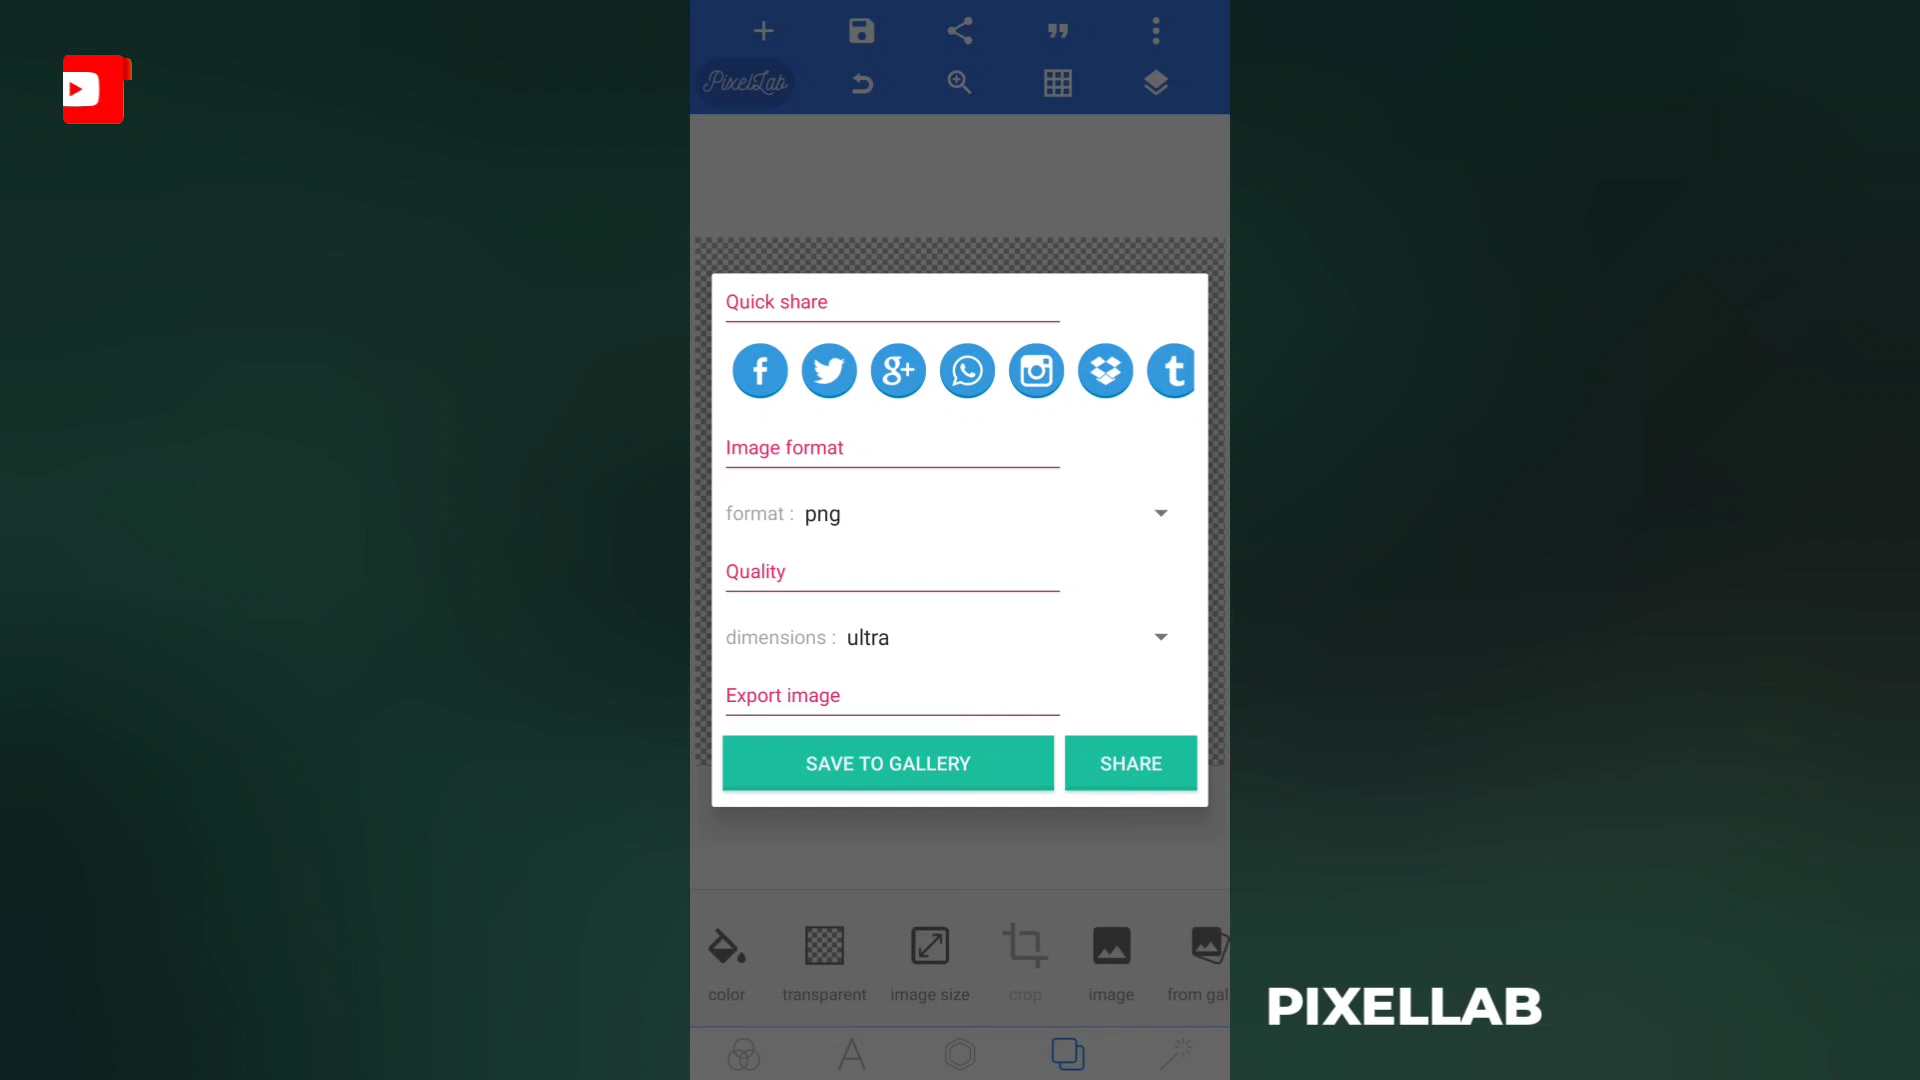 PixelLab
Quick share
Image format
format : png
Quality
dimensions : ultra
Export image
SAVE TO GALLERY SHARE
color transparent image size crop image from gal
PIXELLAB